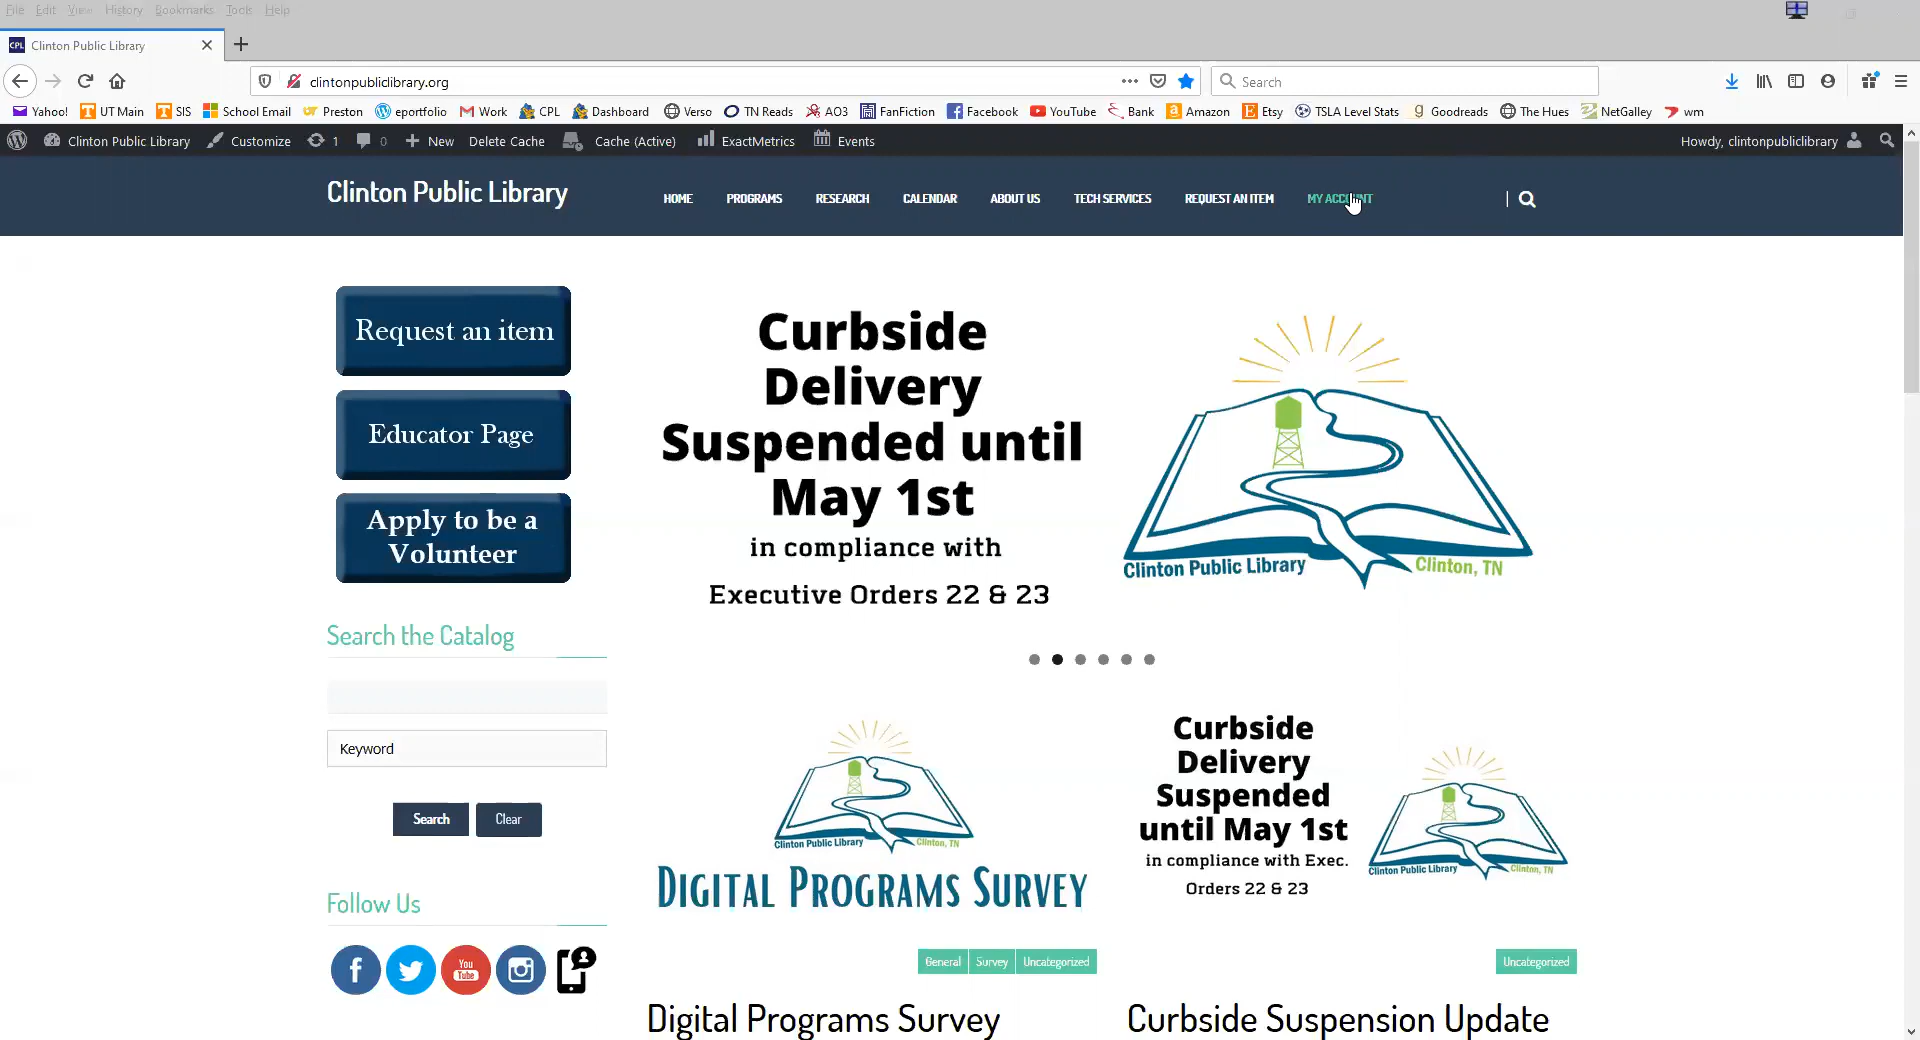 File Edit View History Bookmarks Tools Help
CPL Clinton Public Library
clintonpubliclibrary.org
Search
Yahoo! UT Main SIS School Email Preston eportfolio Work CPL Dashboard Verso TN Reads AO3 FanFiction Facebook YouTube Bank Amazon Etsy TSLA Level Stats Goodreads The Hues NetGalley wm
Clinton Public Library Customize 1 0 New Delete Cache Cache (Active) ExactMetrics Events Howdy, clintonpubliclibrary
Clinton Public Library
HOME PROGRAMS RESEARCH CALENDAR ABOUT US TECH SERVICES REQUEST AN ITEM MY ACCOUNT
Request an item
Educator Page
Apply to be a
Volunteer
Search the Catalog
Keyword
Search Clear
Follow Us
You
Tube
Curbside
Delivery
Suspended until
May 1st
in compliance with
Executive Orders 22 & 23
Clinton Public Library Clinton, TN
Clinton Public Library Clinton, TN
DIGITAL PROGRAMS SURVEY
General Survey Uncategorized
Digital Programs Survey
Curbside
Delivery
Suspended
until May 1st
in compliance with Exec.
Orders 22 & 23
Clinton Public Library Clinton, TN
Uncategorized
Curbside Suspension Update